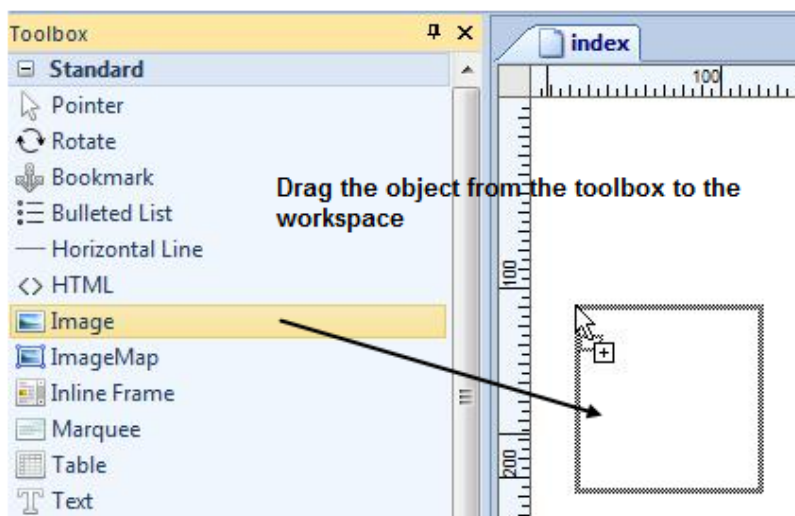 Toolbox
index
Standard
100
Pointer
Rotate
Bookmark
Drag the object from the toolbox to the
workspace
Bulleted List
Horizontal Line
100
HTML
Image
ImageMap
Inline Frame
Marquee
Table
200
Text